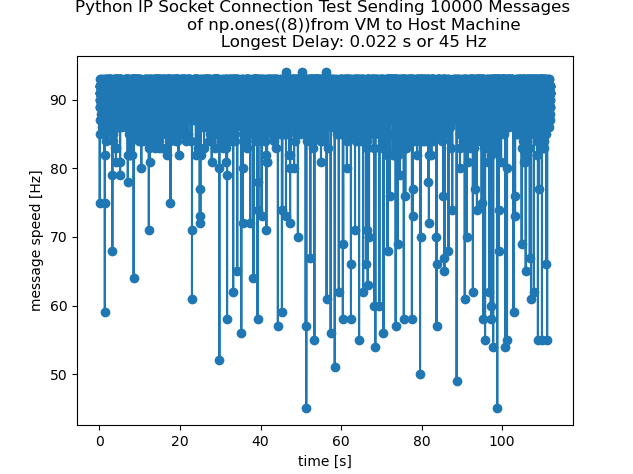 Python IP Socket Connection Test Sending 10000 Messages
of np.ones((8))from VM to Host Machine
Longest Delay: 0.022 s or 45 Hz
message speed [Hz]
90
80
70
60
50
0 20 40 60 80 100
time [s]